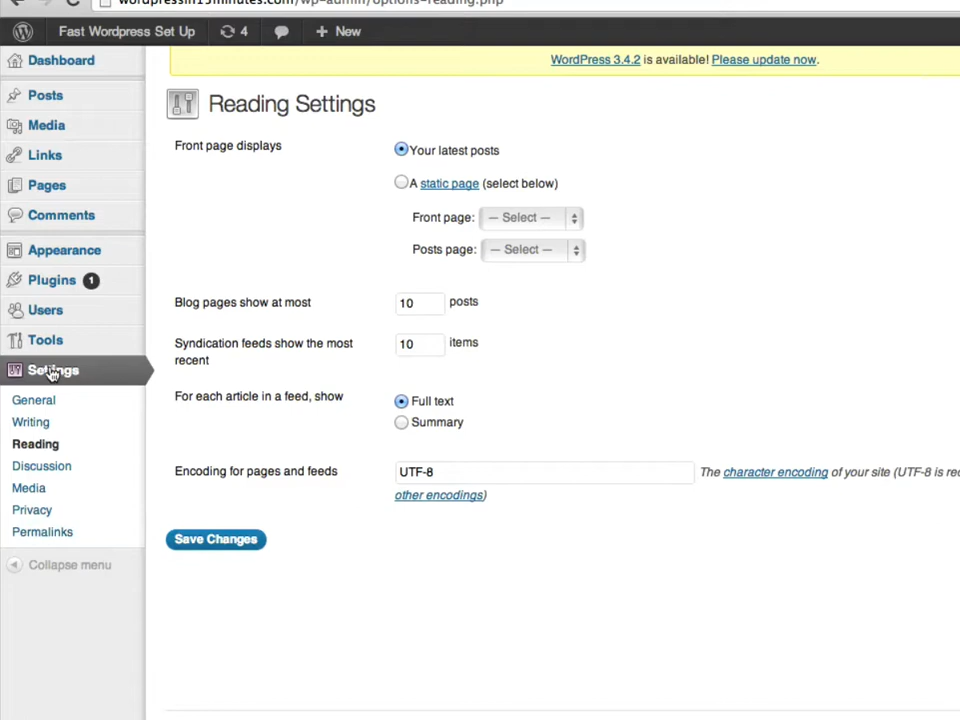 wordpressin15minutes.com/wp-admin/options-reading.php
Fast Wordpress Set Up 4 New
WordPress 3.4.2 is available! Please update now.
Dashboard
Posts
Media
Links
Pages
Comments
Appearance
Plugins 1
Users
Tools
Settings
General
Writing
Reading
Discussion
Media
Privacy
Permalinks
Collapse menu
Reading Settings
Front page displays
Your latest posts
A static page (select below)
Front page: — Select —
Posts page: — Select —
Blog pages show at most 10 posts
Syndication feeds show the most recent 10 items
For each article in a feed, show
Full text
Summary
Encoding for pages and feeds UTF-8 The character encoding of your site (UTF-8 is
other encodings)
Save Changes